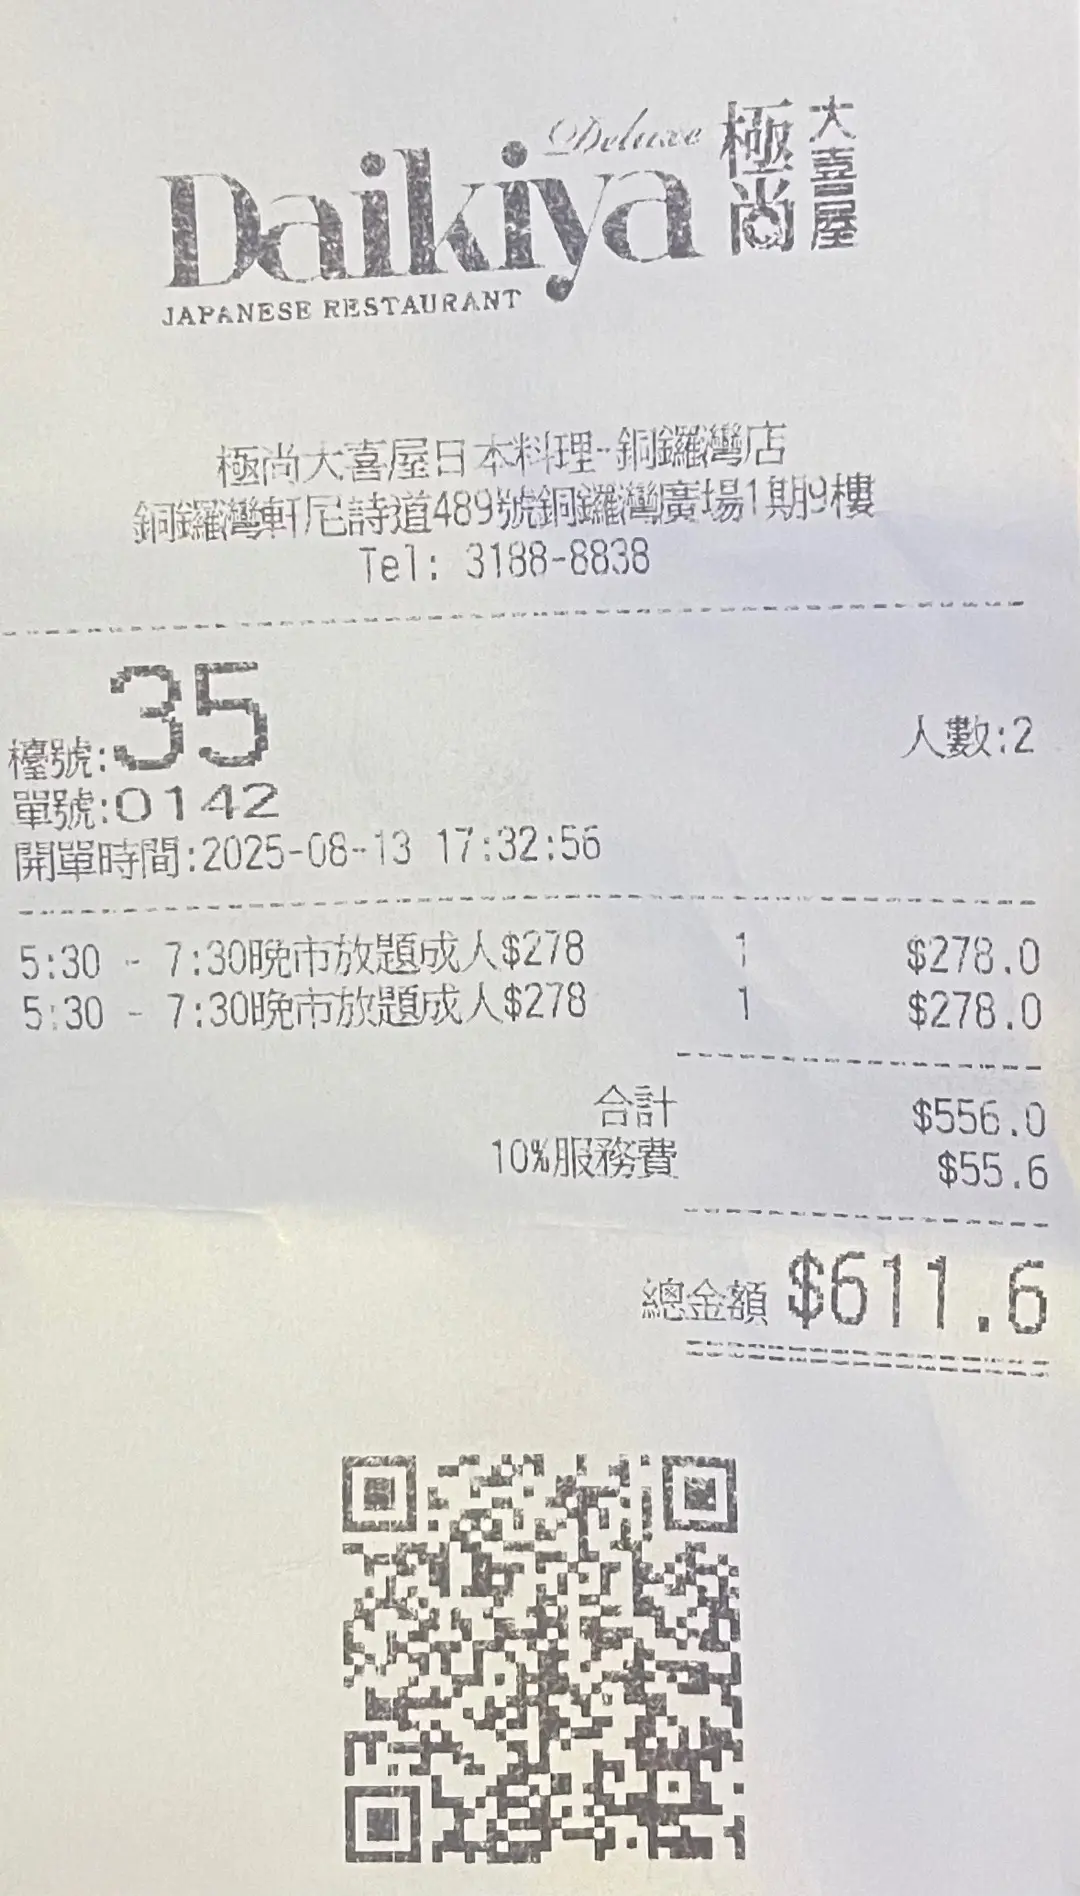 Deluxe
Daikiya
極尚
大喜屋
JAPANESE RESTAURANT
極尚大喜屋日本料理-銅鑼灣店
銅鑼灣軒尼詩道489號銅鑼灣廣場1期9樓
Tel: 3188-8838
檯號:35
人數:2
單號:0142
開單時間:2025-08-13 17:32:56
5:30 - 7:30晚市放題成人$278 1 $278.0
5:30 - 7:30晚市放題成人$278 1 $278.0
合計 $556.0
10%服務費 $55.6
總金額 $611.6